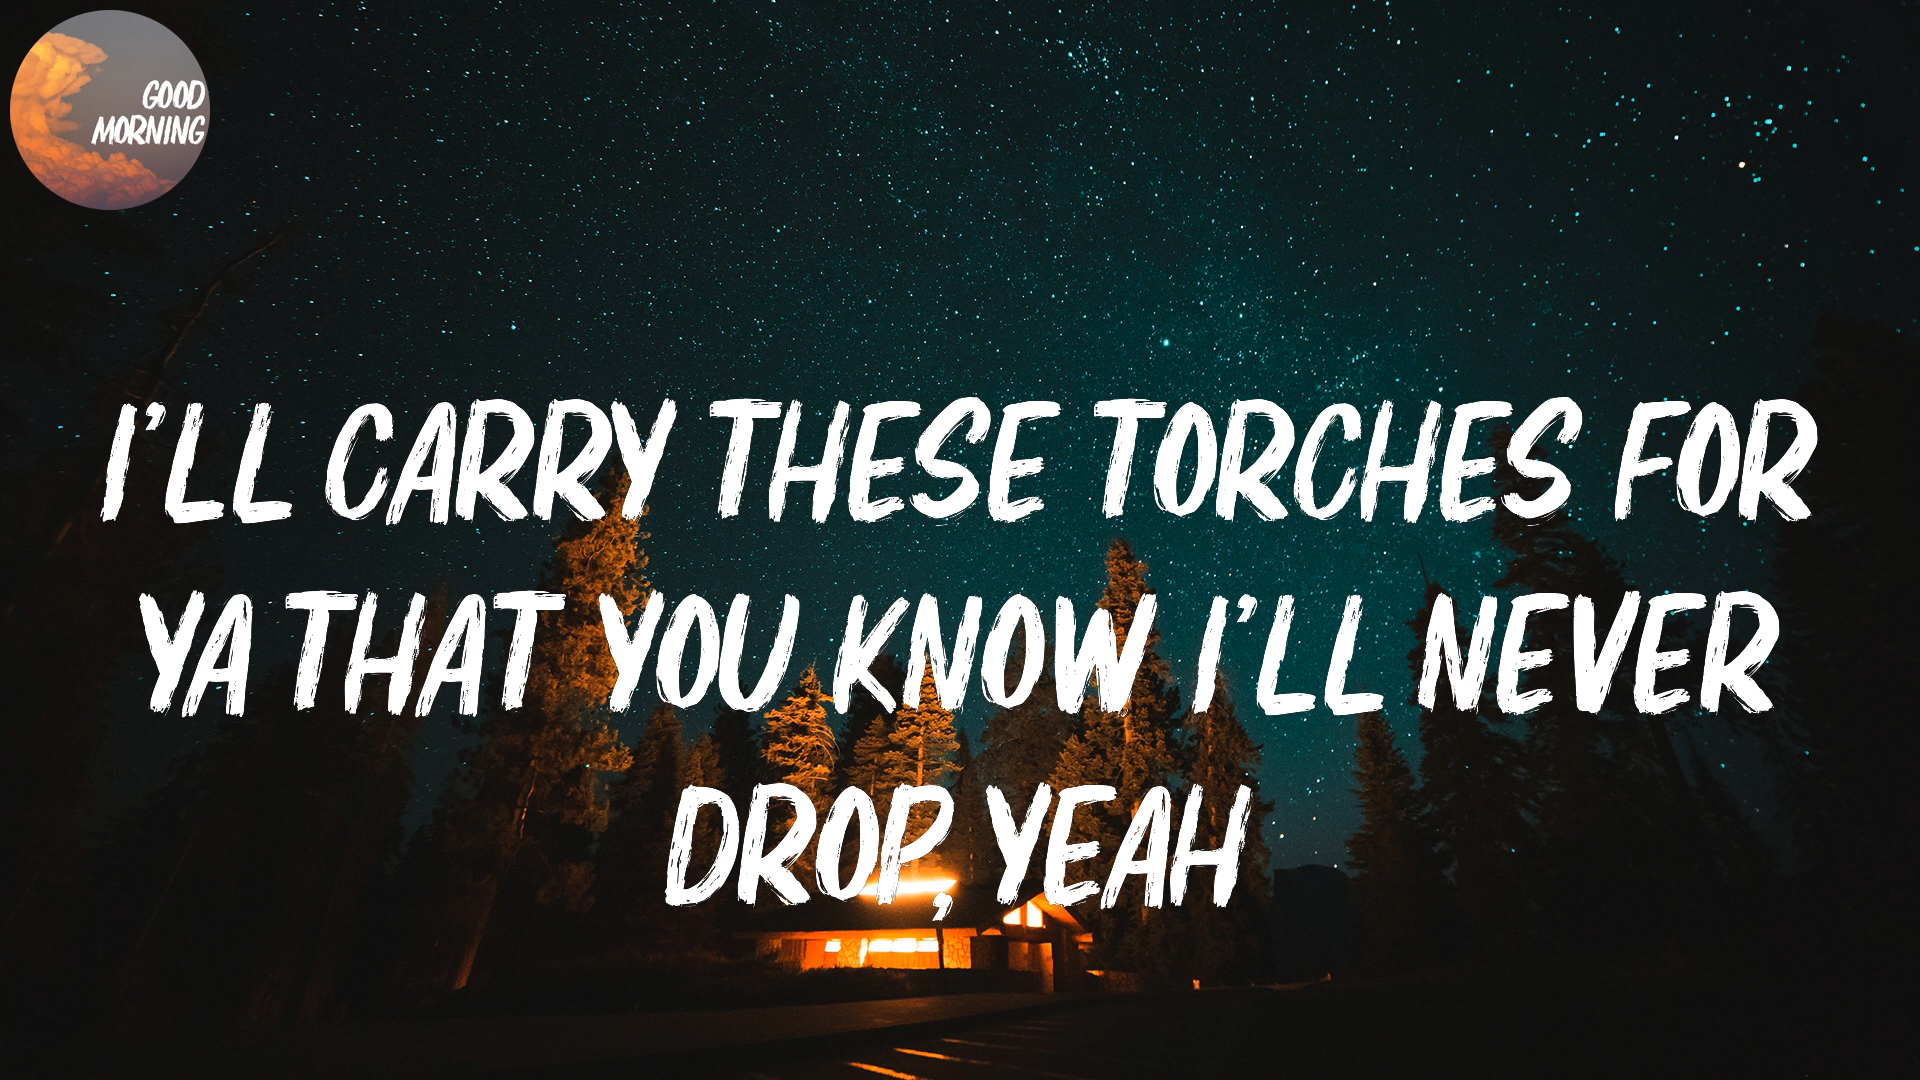 GOOD
MORNING
I'LL CARRY THESE TORCHES FOR
YA THAT YOU KNOW I'LL NEVER
DROP, YEAH